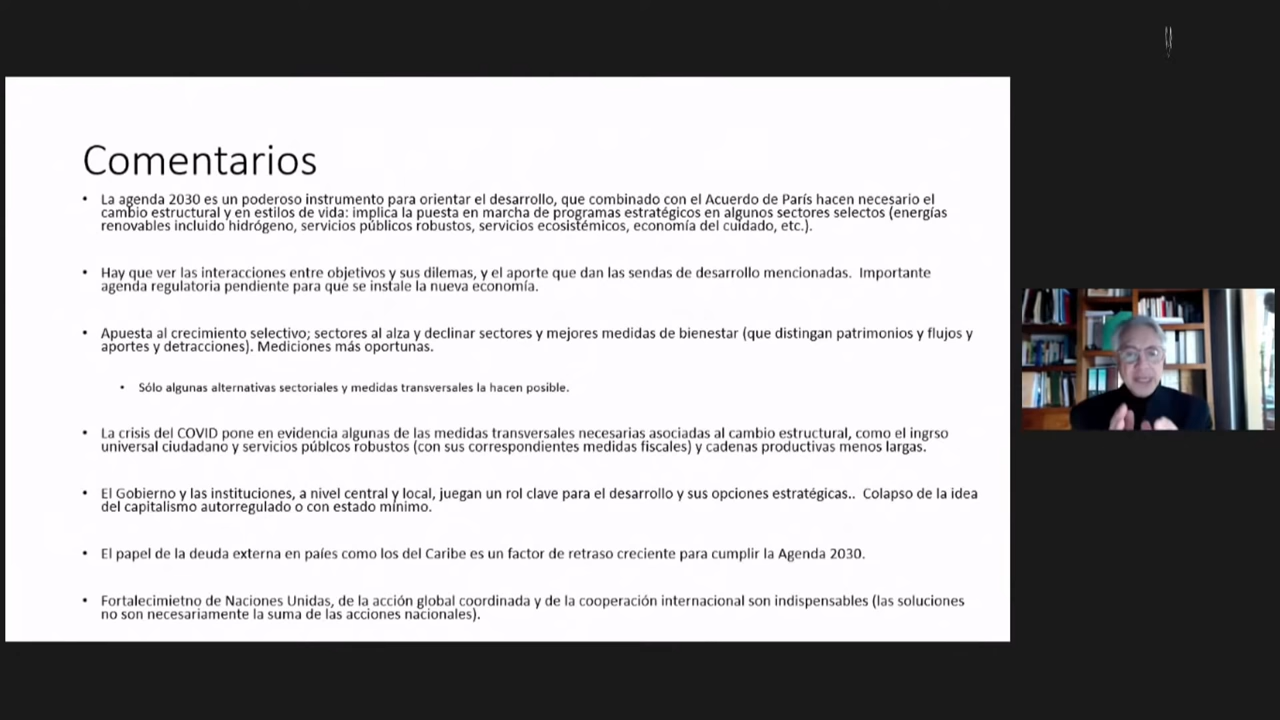 Comentarios
• La agenda 2030 es un poderoso instrumento para orientar el desarrollo, que combinado con el Acuerdo de París hacen necesario el
cambio estructural y en estilos de vida: implica la puesta en marcha de programas estratégicos en algunos sectores selectos (energías
renovables incluido hidrógeno, servicios públicos robustos, servicios ecosistémicos, economía del cuidado, etc.).
• Hay que ver las interacciones entre objetivos y sus dilemas, y el aporte que dan las sendas de desarrollo mencionadas. Importante
agenda regulatoria pendiente para que se instale la nueva economía.
• Apuesta al crecimiento selectivo; sectores al alza y declinar sectores y mejores medidas de bienestar (que distingan patrimonios y flujos y
aportes y detracciones). Mediciones más oportunas.
• Sólo algunas alternativas sectoriales y medidas transversales la hacen posible.
• La crisis del COVID pone en evidencia algunas de las medidas transversales necesarias asociadas al cambio estructural, como el ingrso
universal ciudadano y servicios públcos robustos (con sus correspondientes medidas fiscales) y cadenas productivas menos largas.
• El Gobierno y las instituciones, a nivel central y local, juegan un rol clave para el desarrollo y sus opciones estratégicas.. Colapso de la idea
del capitalismo autorregulado o con estado mínimo.
• El papel de la deuda externa en países como los del Caribe es un factor de retraso creciente para cumplir la Agenda 2030.
• Fortalecimietno de Naciones Unidas, de la acción global coordinada y de la cooperación internacional son indispensables (las soluciones
no son necesariamente la suma de las acciones nacionales).